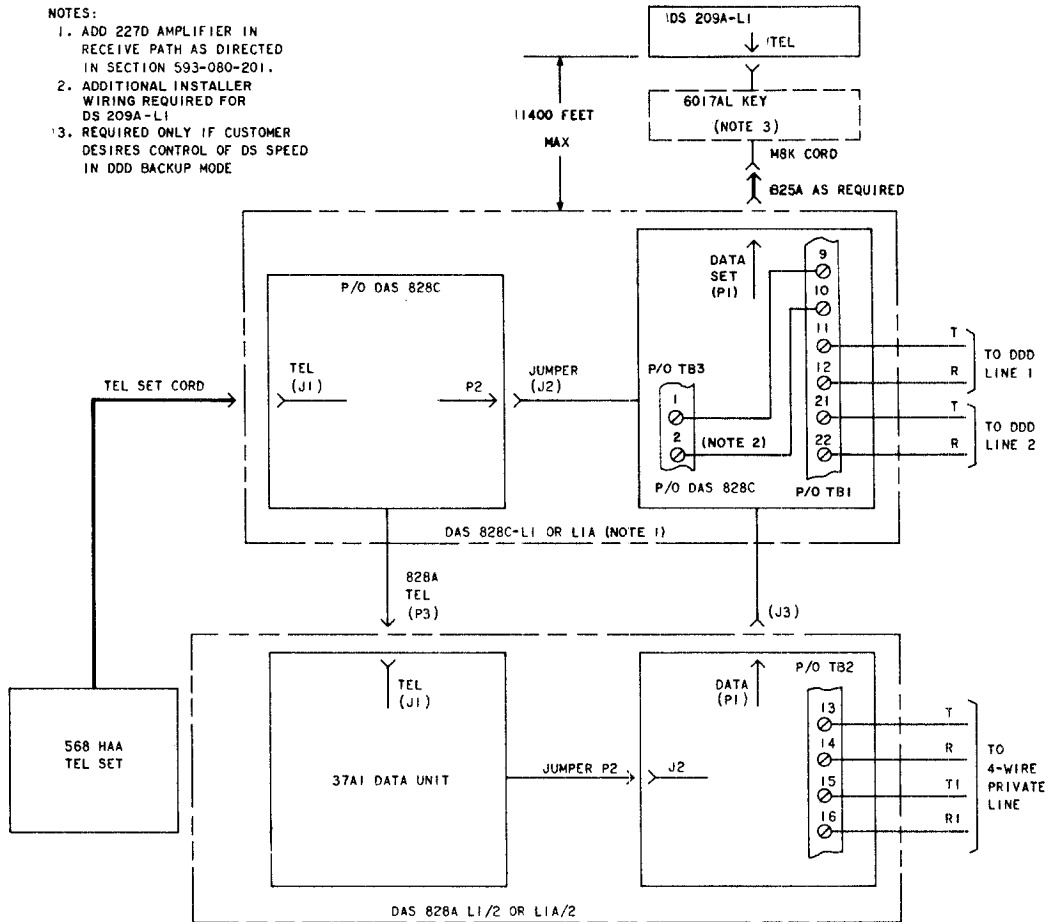 NOTES:
1. ADD 227D AMPLIFIER IN
RECEIVE PATH AS DIRECTED
IN SECTION 593-080-201.
2. ADDITIONAL INSTALLER
WIRING REQUIRED FOR
DS 209A-L1
3. REQUIRED ONLY IF CUSTOMER
DESIRES CONTROL OF DS SPEED
IN DDD BACKUP MODE
DS 209A-L1
TEL
1400 FEET
MAX
6017AL KEY
(NOTE 3)
M8K CORD
B25A AS REQUIRED
P/O DAS 828C
TEL
(J1)
P2
JUMPER
(J2)
TEL SET CORD
DATA
SET
(P1)
9
10
11
12
21
22
P/O TB3
1
2
(NOTE 2)
P/O DAS 828C
P/O TB1
T
R
TO DDD
LINE 1
T
R
TO DDD
LINE 2
DAS 828C-L1 OR L1A (NOTE 1)
828A
TEL
(P3)
(J3)
TEL
(J1)
37A1 DATA UNIT
JUMPER P2
J2
DATA
(P1)
P/O TB2
13
14
15
16
T
R
T1
R1
TO
4-WIRE
PRIVATE
LINE
568 HAA
TEL SET
DAS 828A L1/2 OR L1A/2